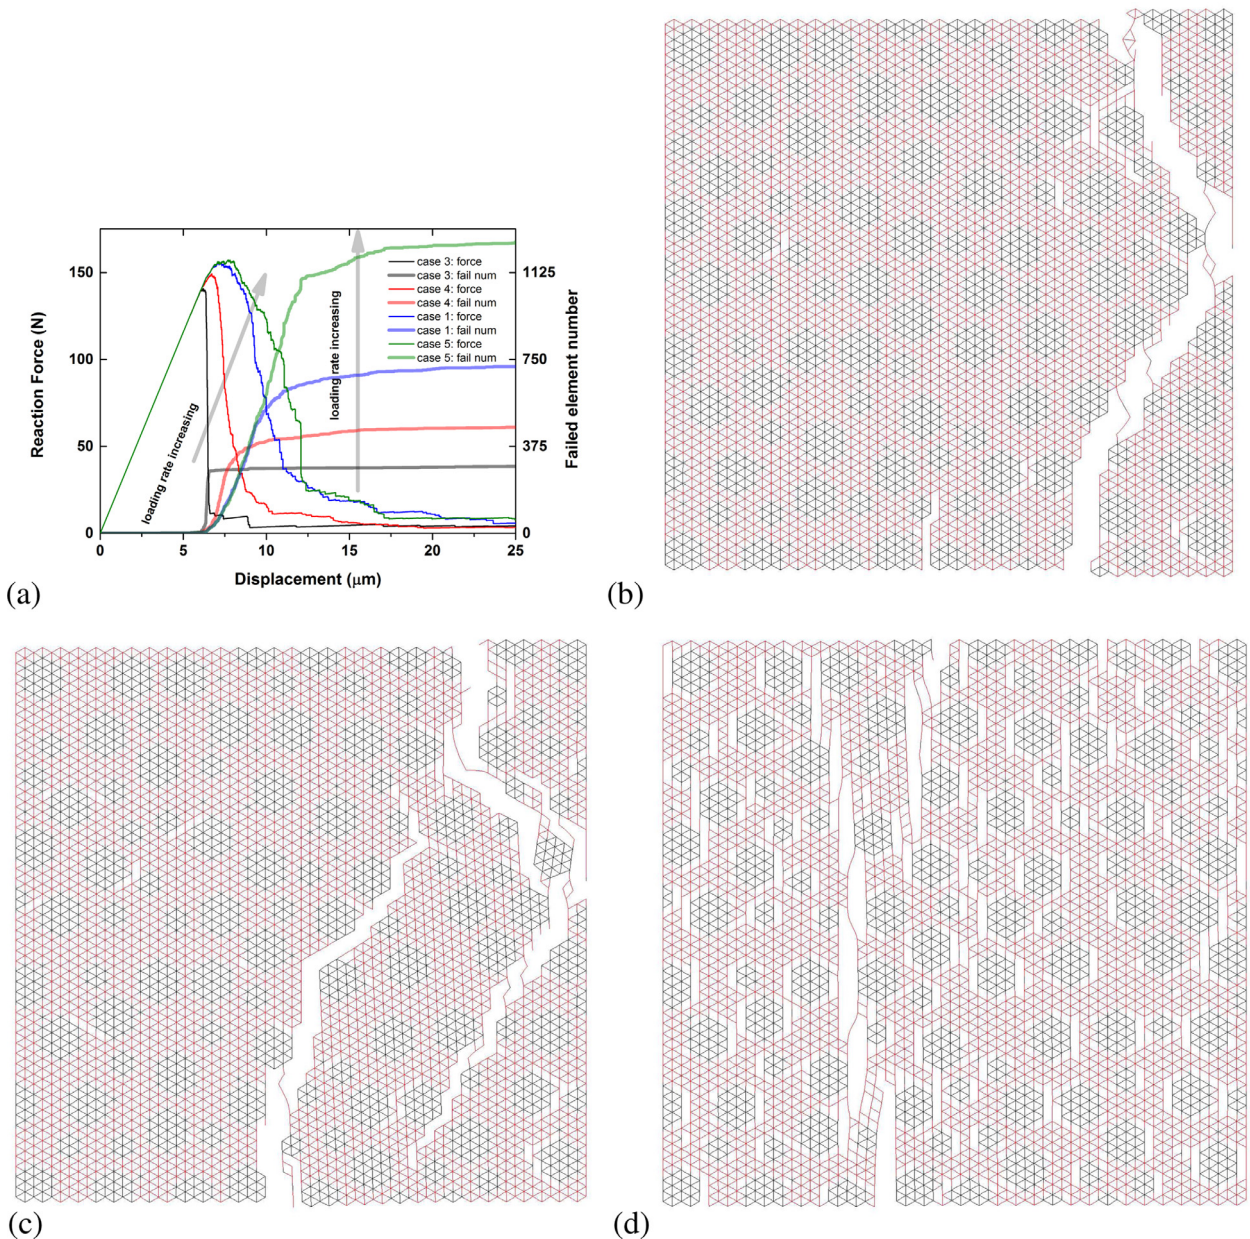 150
100
50
0
Reaction Force (N)
0
5
10
15
20
25
Displacement (μm)
1125
750
375
0
Failed element number
case 3: force
case 3: fail num
case 4: force
case 4: fail num
case 1: force
case 1: fail num
case 5: force
case 5: fail num
loading rate increasing
loading rate increasing
(a)
(b)
(c)
(d)